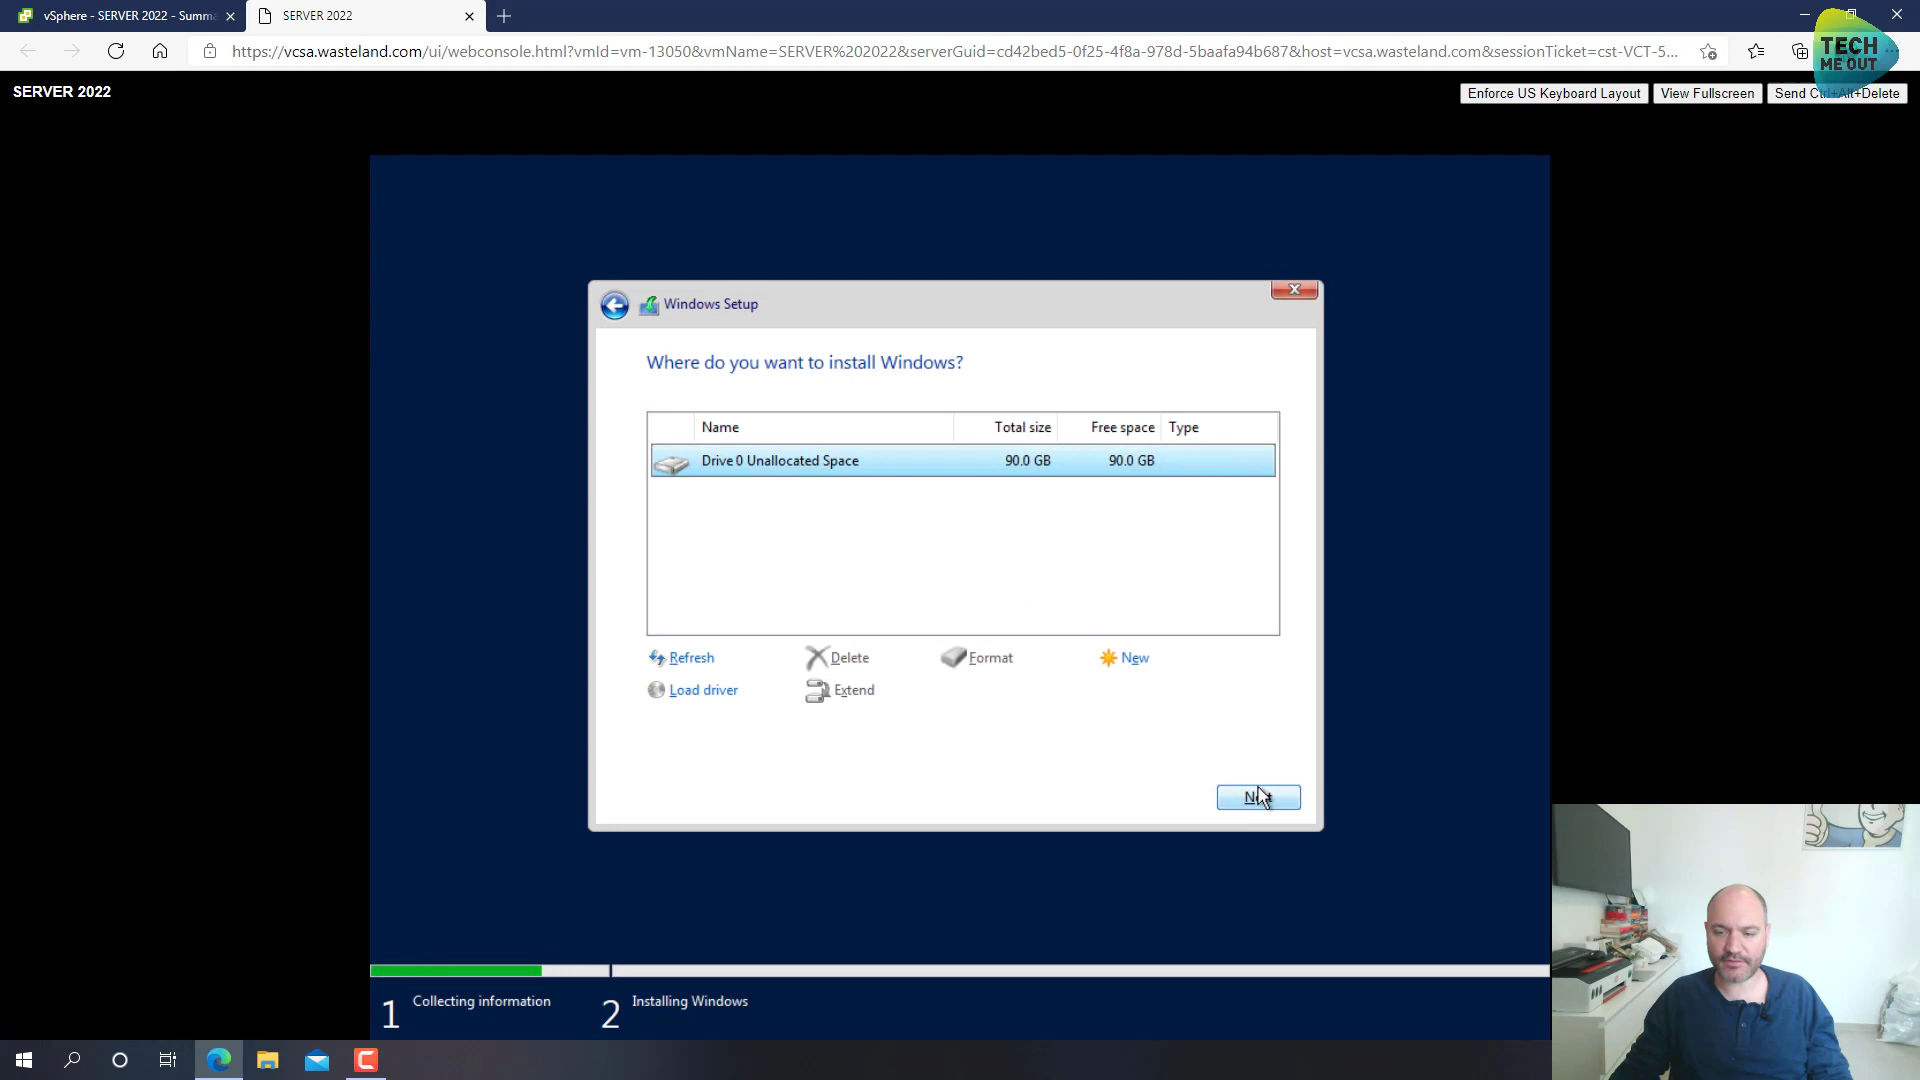 vSphere - SERVER 2022 - Summa
SERVER 2022
https://vcsa.wasteland.com/ui/webconsole.html?vmId=vm-13050&vmName=SERVER%202022&serverGuid=cd42bed5-0f25-4f8a-978d-5baafa94b687&host=vcsa.wasteland.com&sessionTicket=cst-VCT-5...
TECH
ME OUT
SERVER 2022
Enforce US Keyboard Layout
View Fullscreen
Send Ctrl+Alt+Delete
Windows Setup
Where do you want to install Windows?
Name Total size Free space Type
Drive 0 Unallocated Space 90.0 GB 90.0 GB
Refresh Delete Format New
Load driver Extend
Next
1 Collecting information 2 Installing Windows